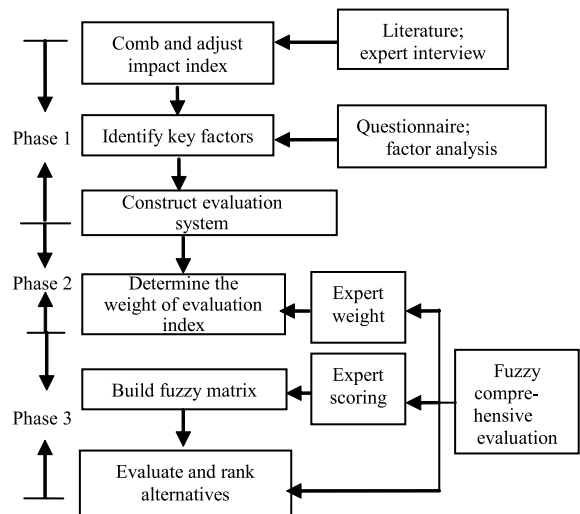 Comb and adjust
impact index
Literature;
expert interview
Phase 1
Identify key factors
Questionnaire;
factor analysis
Construct evaluation
system
Phase 2
Determine the
weight of evaluation
index
Expert
weight
Phase 3
Build fuzzy matrix
Expert
scoring
Fuzzy
compre-
hensive
evaluation
Evaluate and rank
alternatives